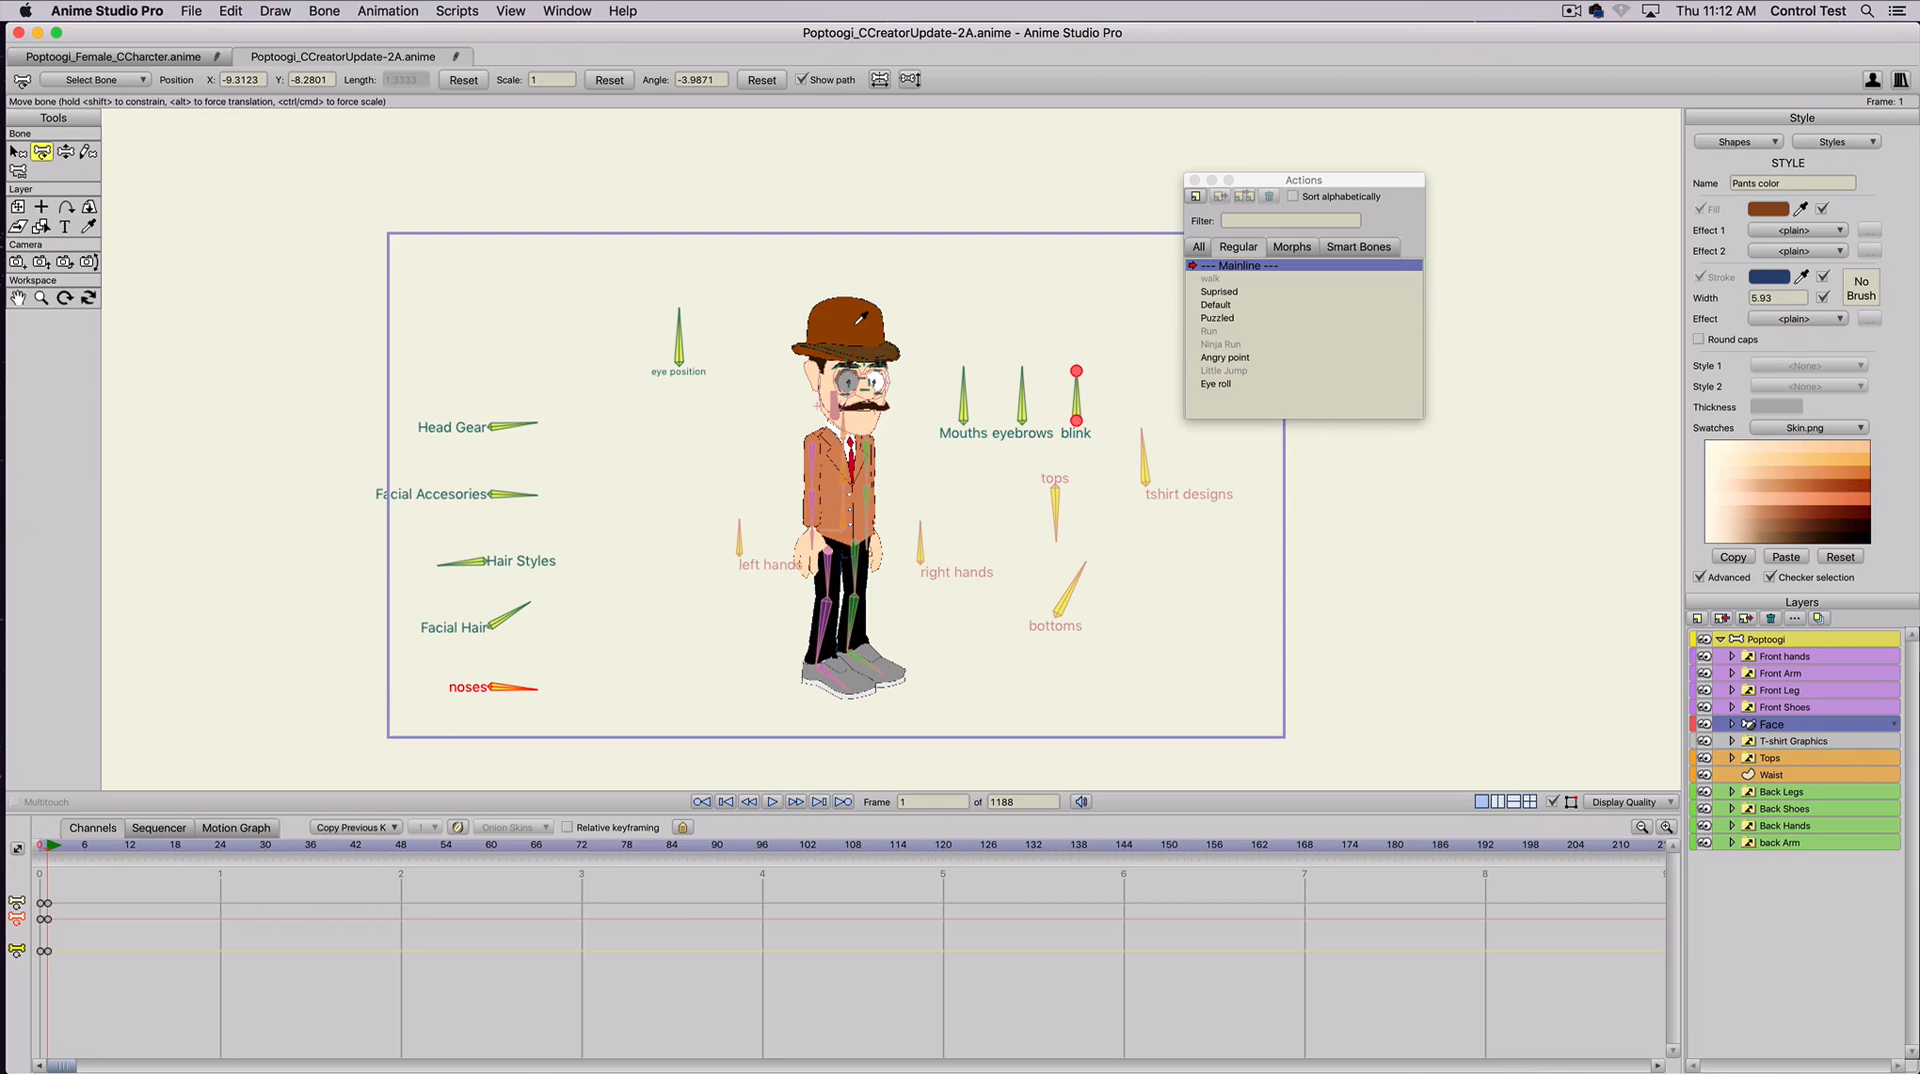 Anime Studio Pro File Edit Draw Bone Animation Scripts View Window Help Thu 11:12 AM Control Test
Poptoogi_CCreatorUpdate-2A.anime - Anime Studio Pro
Poptoogi_Female_CCharcter.anime Poptoogi_CCreatorUpdate-2A.anime
Select Bone Position X: -9.3123 Y: -8.2801 Length: 1.3333 Reset Scale: 1 Reset Angle: -3.9871 Reset Show path
Move bone (hold <shift> to constrain, <alt> to force translation, <ctrl/cmd> to force scale) Frame: 1
Tools
Bone
Layer
Camera
Workspace
eye position
Head Gear
Facial Accesories
Hair Styles
Facial Hair
noses
Mouths eyebrows blink
tops
tshirt designs
left hands
right hands
bottoms
Actions
Sort alphabetically
Filter:
All Regular Morphs Smart Bones
--- Mainline ---
walk
Suprised
Default
Puzzled
Run
Ninja Run
Angry point
Little Jump
Eye roll
Style
Shapes Styles
STYLE
Name Pants color
Fill
Effect 1 <plain>
Effect 2 <plain>
Stroke
No Brush
Width 5.93
Effect <plain>
Round caps
Style 1 <None>
Style 2 <None>
Thickness
Swatches Skin.png
Copy Paste Reset
Advanced Checker selection
Layers
Poptoogi
Front hands
Front Arm
Front Leg
Front Shoes
Face
T-shirt Graphics
Tops
Waist
Back Legs
Back Shoes
Back Hands
back Arm
Multitouch Frame 1 of 1188 Display Quality
Channels Sequencer Motion Graph Copy Previous K 1 Onion Skins Relative keyframing
0 6 12 18 24 30 36 42 48 54 60 66 72 78 84 90 96 102 108 114 120 126 132 138 144 150 156 162 168 174 180 186 192 198 204 210
0 1 2 3 4 5 6 7 8